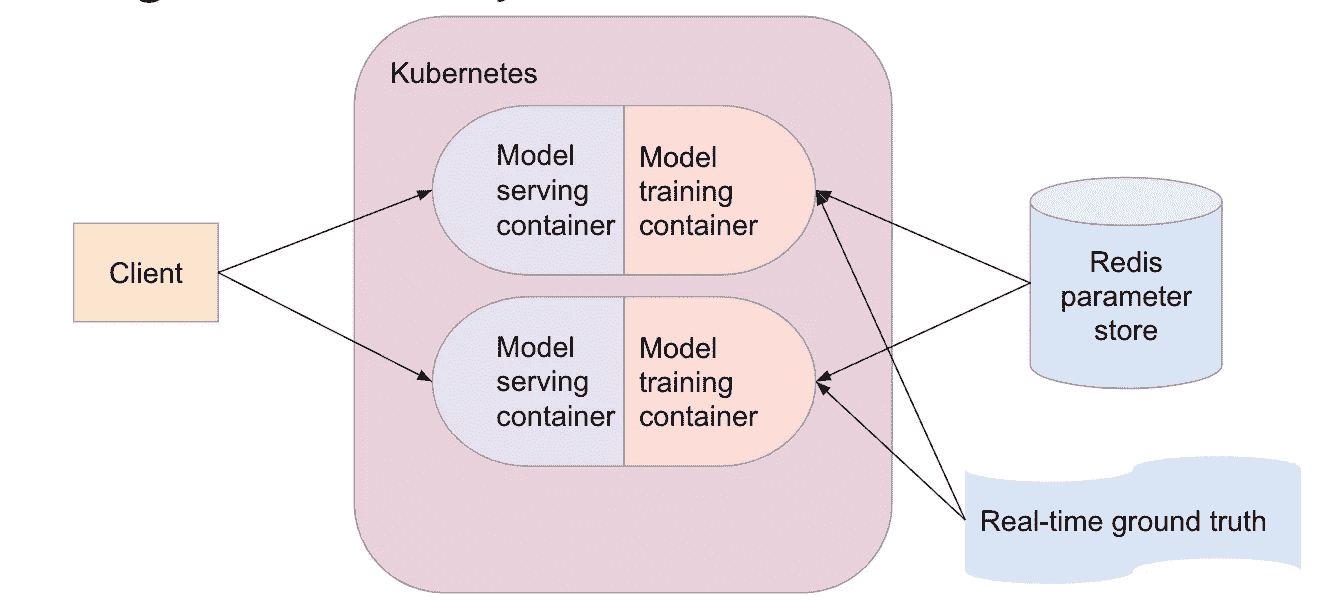 Kubernetes
Model
serving
container
Model
training
container
Client
Model
serving
container
Model
training
container
Redis
parameter
store
Real-time ground truth